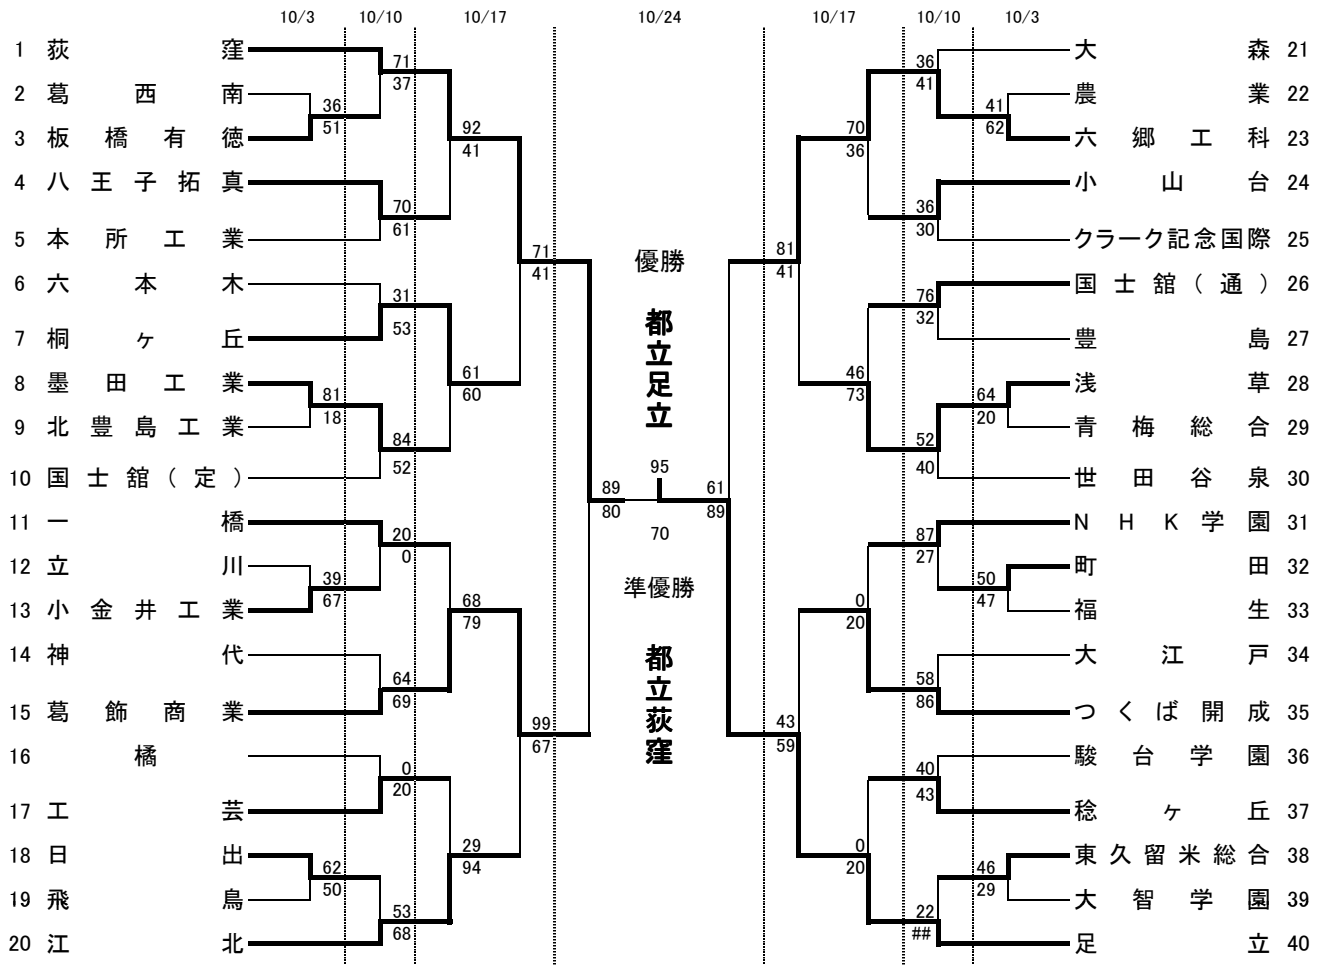 10/3 10/10 10/17 10/24 10/17 10/10 10/3
1 荻窪
2 葛西南
3 板橋有徳
4 八王子拓真
5 本所工業
6 六本木
7 桐ヶ丘
8 墨田工業
9 北豊島工業
10 国士舘(定)
11 一橋
12 立川
13 小金井工業
14 神代
15 葛飾商業
16 橘
17 工芸
18 日出
19 飛鳥
20 江北
36
51
81
18
39
67
62
50
71
37
70
61
31
53
84
52
20
0
64
69
0
20
53
68
92
41
61
60
68
79
29
94
71
41
99
67
89
80
優勝
都立足立
95
70
準優勝
都立荻窪
61
89
81
41
43
59
70
36
46
73
0
20
0
20
36
41
36
30
76
32
52
40
87
27
58
86
40
43
22
##
41
62
64
20
50
47
46
29
大森 21
農業 22
六郷工科 23
小山台 24
クラーク記念国際 25
国士舘(通) 26
豊島 27
浅草 28
青梅総合 29
世田谷泉 30
NHK学園 31
町田 32
福生 33
大江戸 34
つくば開成 35
駿台学園 36
稔ヶ丘 37
東久留米総合 38
大智学園 39
足立 40